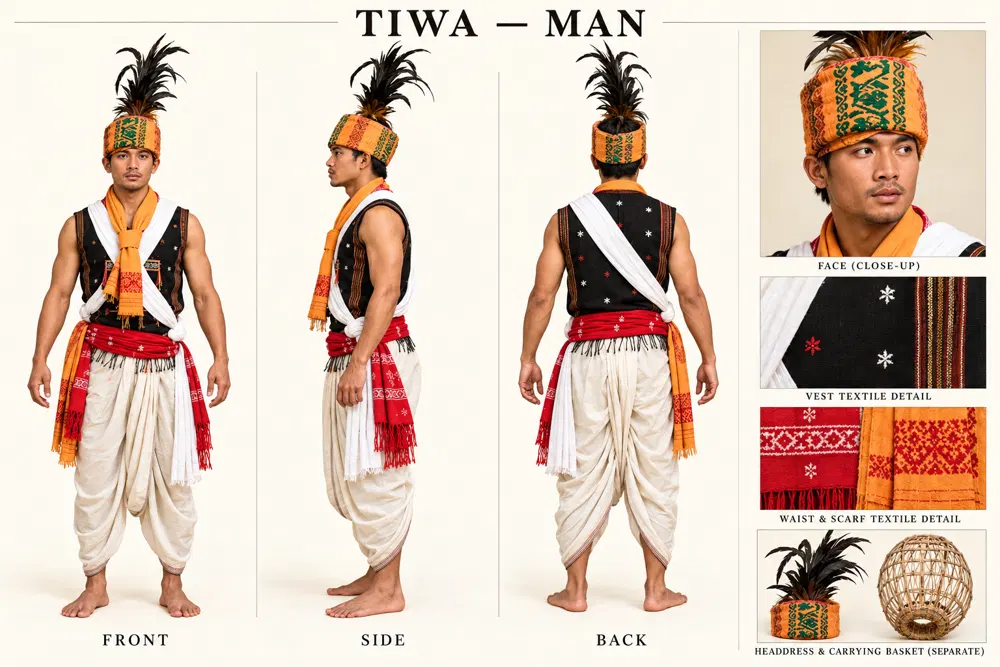 TIWA — MAN
FRONT
SIDE
BACK
FACE (CLOSE-UP)
VEST TEXTILE DETAIL
WAIST & SCARF TEXTILE DETAIL
HEADDRESS & CARRYING BASKET (SEPARATE)